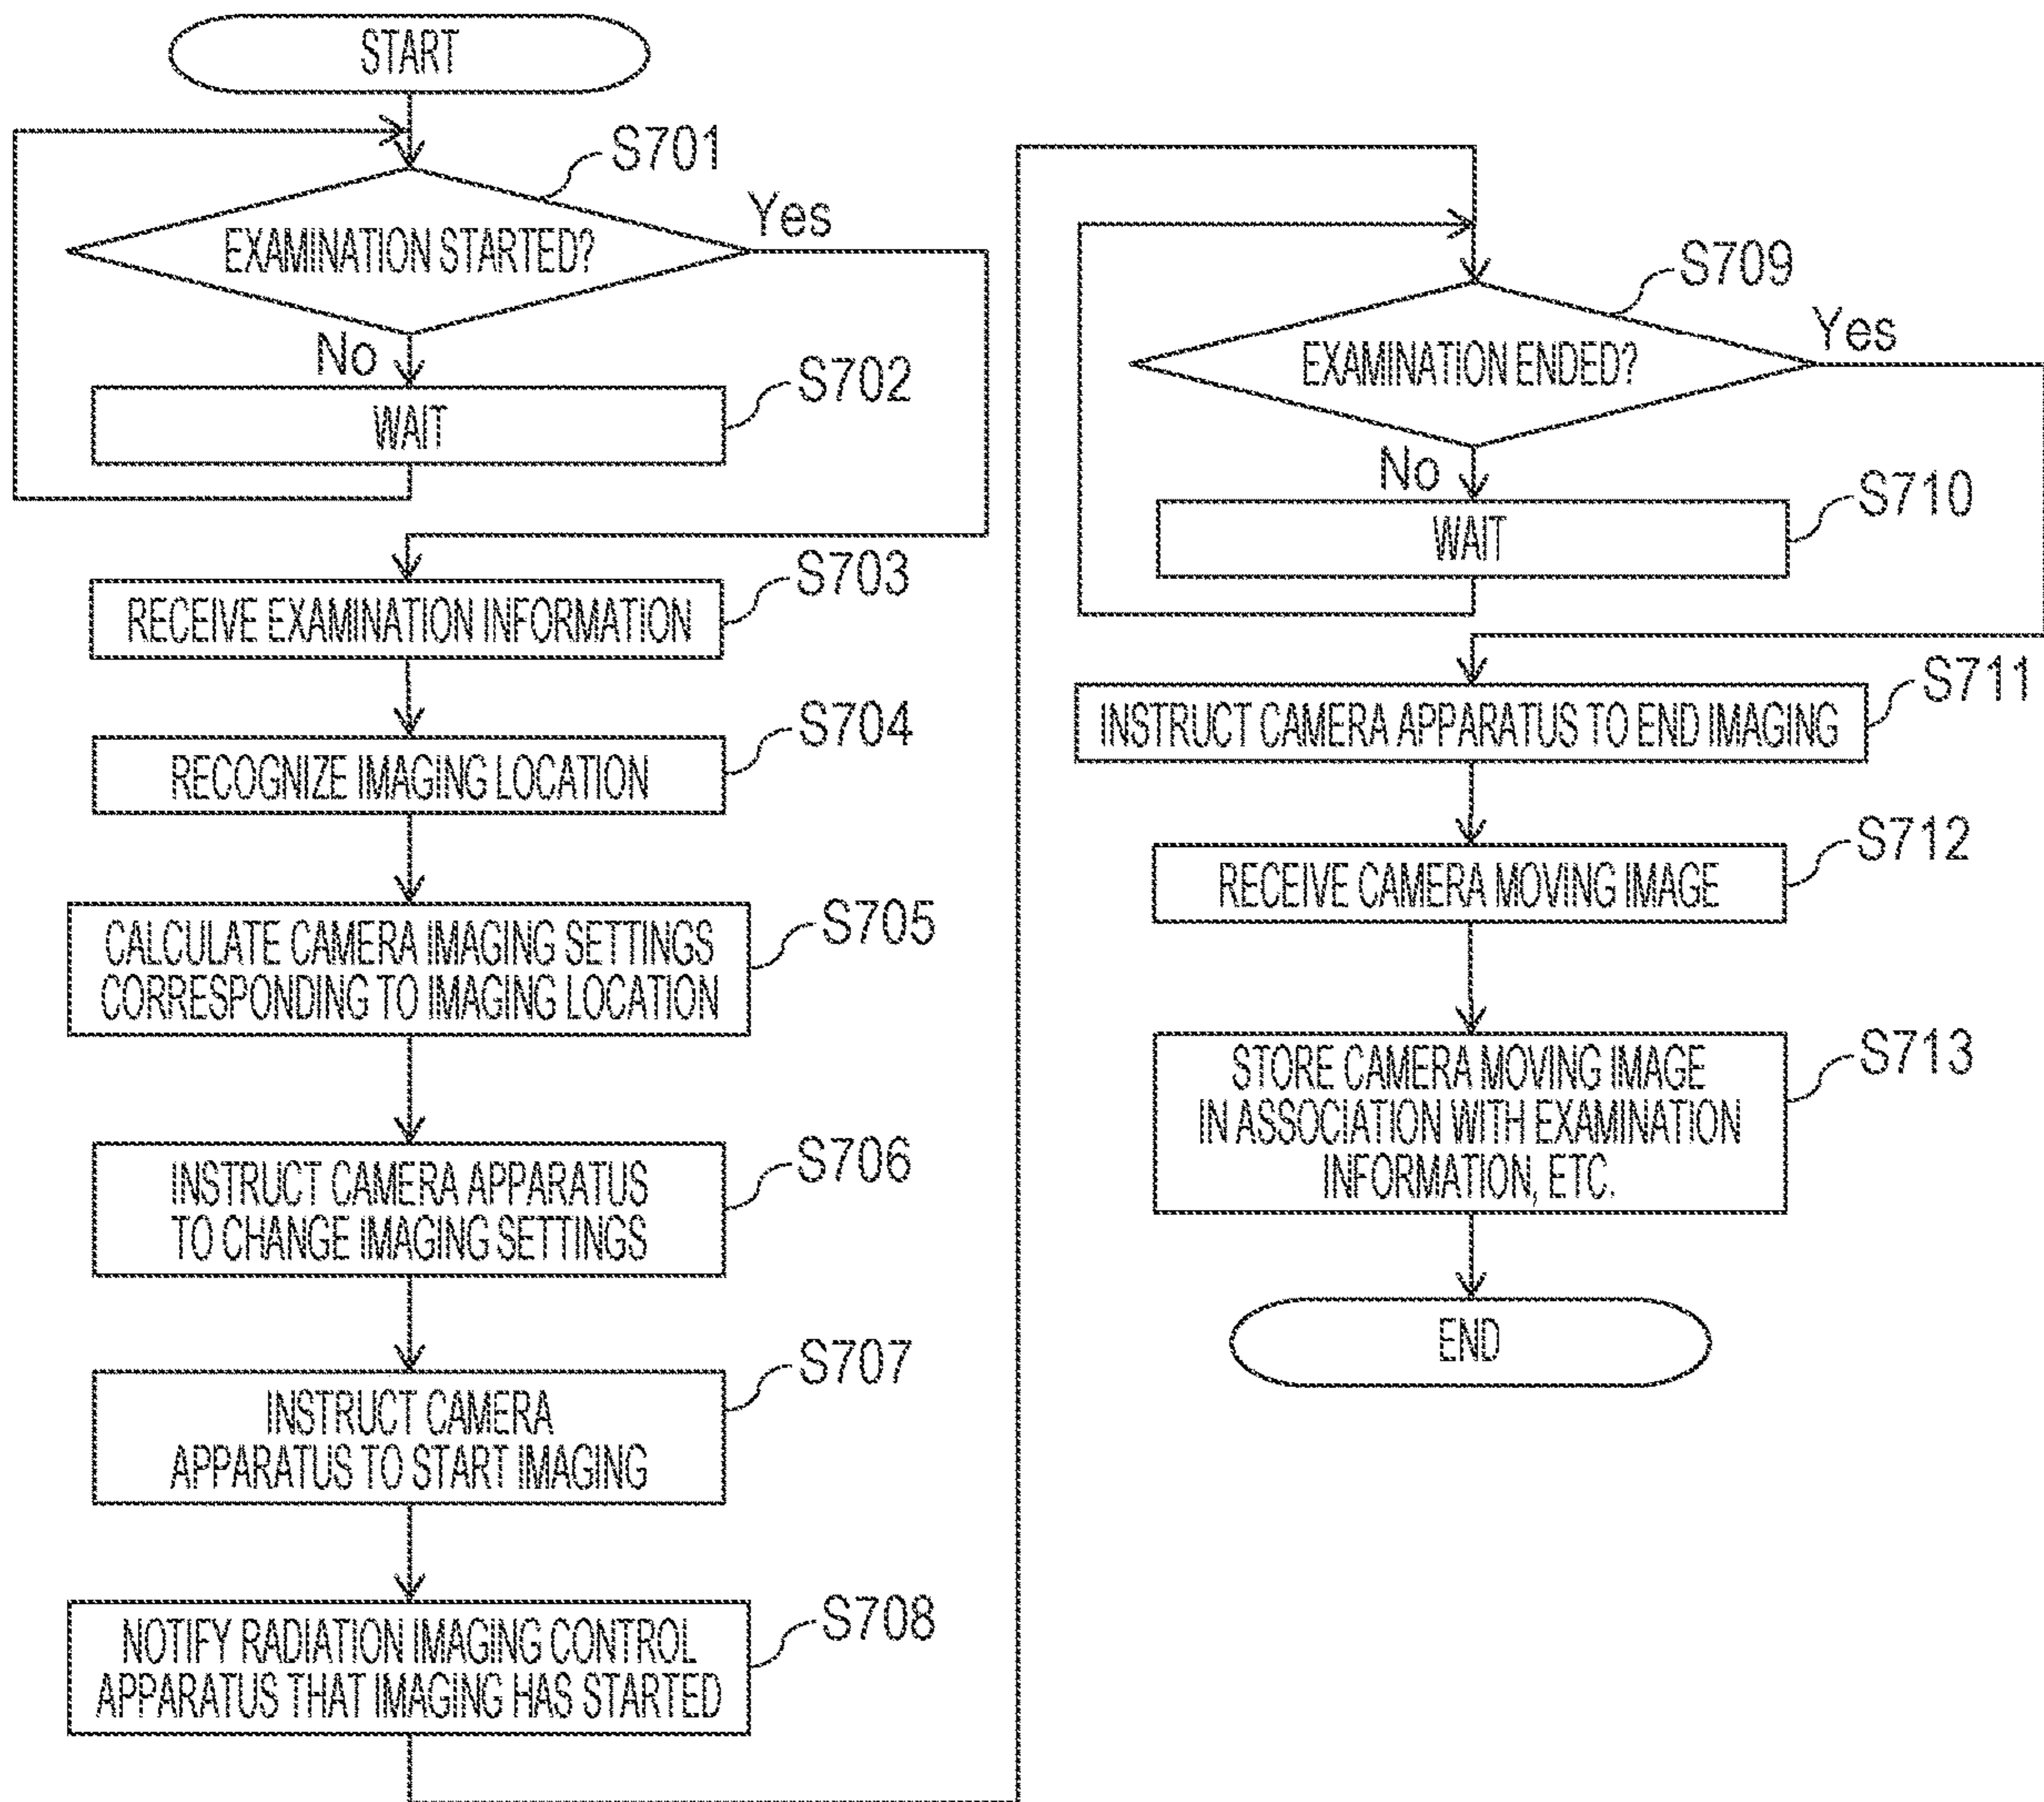 START
S701
Yes
EXAMINATION STARTED?
No
S702
WAIT
S703
RECEIVE EXAMINATION INFORMATION
S704
RECOGNIZE IMAGING LOCATION
S705
CALCULATE CAMERA IMAGING SETTINGS
CORRESPONDING TO IMAGING LOCATION
S706
INSTRUCT CAMERA APPARATUS
TO CHANGE IMAGING SETTINGS
S707
INSTRUCT CAMERA
APPARATUS TO START IMAGING
S708
NOTIFY RADIATION IMAGING CONTROL
APPARATUS THAT IMAGING HAS STARTED
S709
Yes
EXAMINATION ENDED?
No
S710
WAIT
S711
INSTRUCT CAMERA APPARATUS TO END IMAGING
S712
RECEIVE CAMERA MOVING IMAGE
S713
STORE CAMERA MOVING IMAGE
IN ASSOCIATION WITH EXAMINATION
INFORMATION, ETC.
END